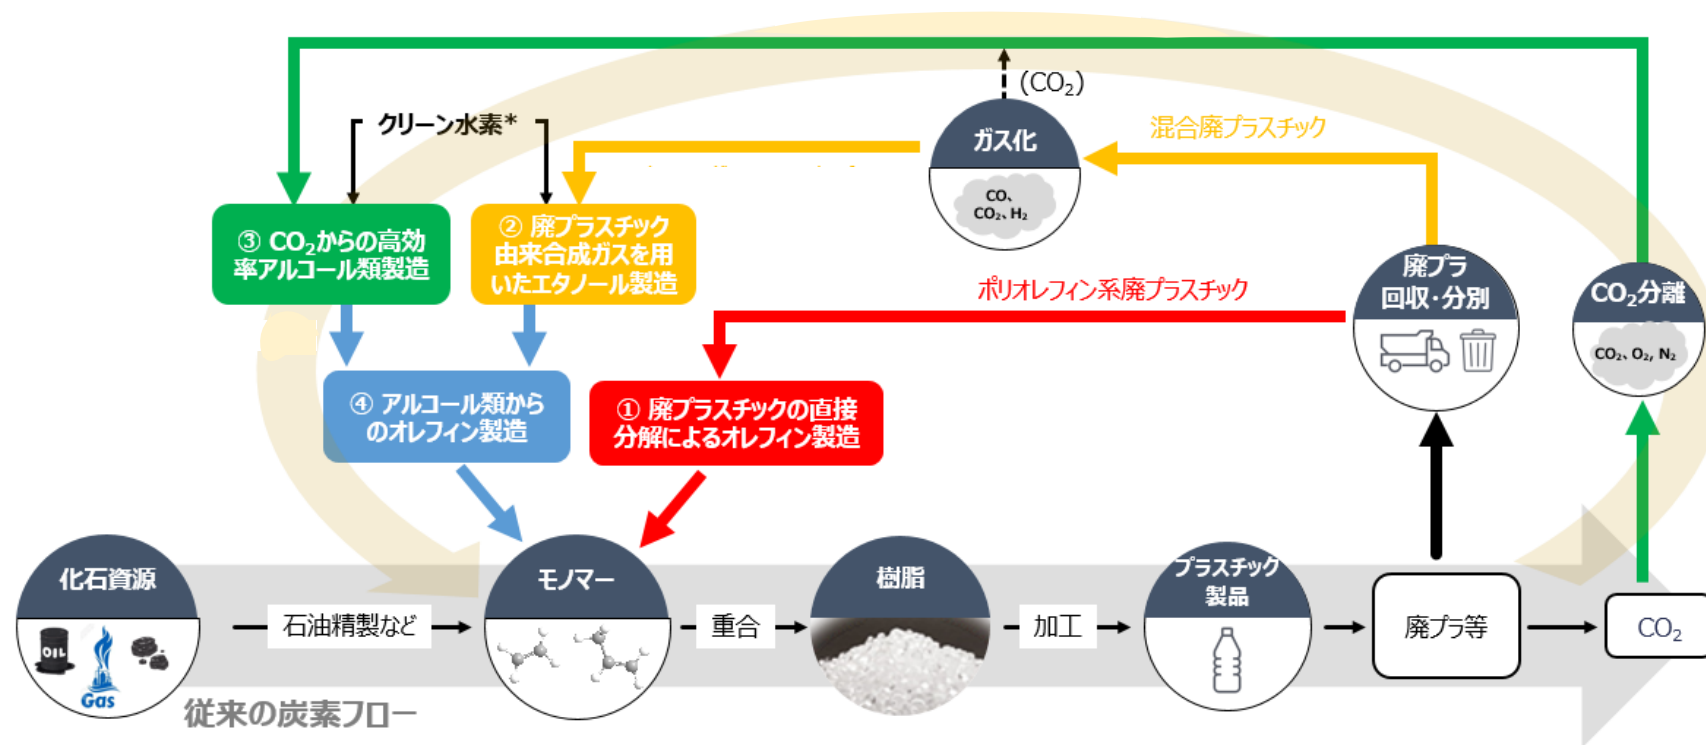 (CO₂)
クリーン水素*
ガス化
混合廃プラスチック
CO、
CO₂、H₂
③ CO₂からの高効
率アルコール類製造
② 廃プラスチック
由来合成ガスを用
いたエタノール製造
廃プラ
回収・分別
CO₂分離
CO₂、O₂, N₂
ポリオレフィン系廃プラスチック
④ アルコール類から
のオレフィン製造
① 廃プラスチックの直接
分解によるオレフィン製造
化石資源
OIL
Gas
石油精製など
モノマー
重合
樹脂
加工
プラスチック
製品
廃プラ等
CO₂
従来の炭素フロー